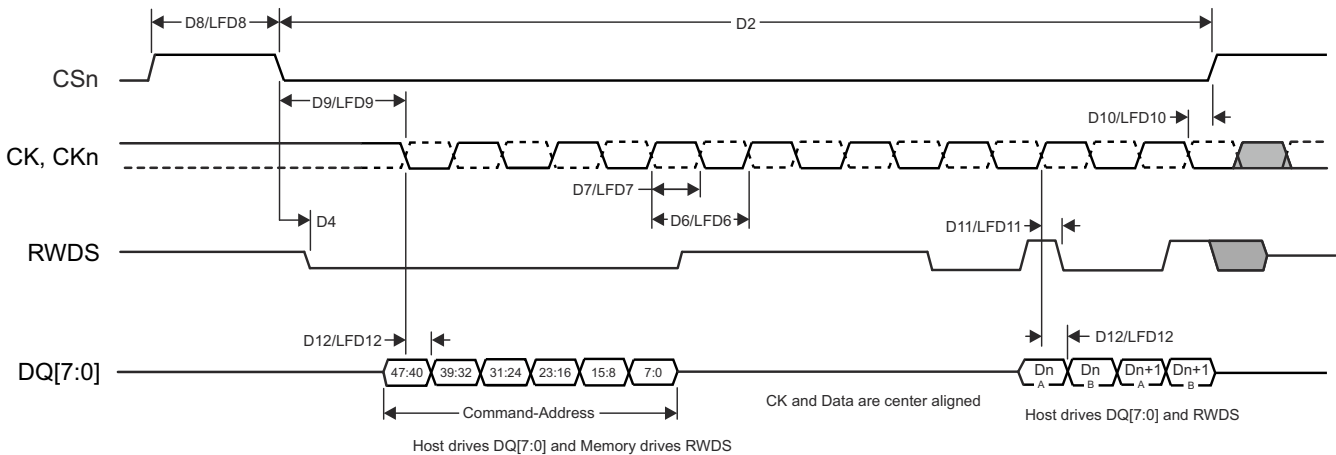 D8/LFD8
D2
CSn
D9/LFD9
D10/LFD10
CK, CKn
D7/LFD7
D4
D6/LFD6
D11/LFD11
RWDS
D12/LFD12
D12/LFD12
DQ[7:0]
47:40 39:32 31:24 23:16 15:8 7:0
Dn A Dn B Dn+1 A Dn+1 B
Command-Address
CK and Data are center aligned
Host drives DQ[7:0] and RWDS
Host drives DQ[7:0] and Memory drives RWDS